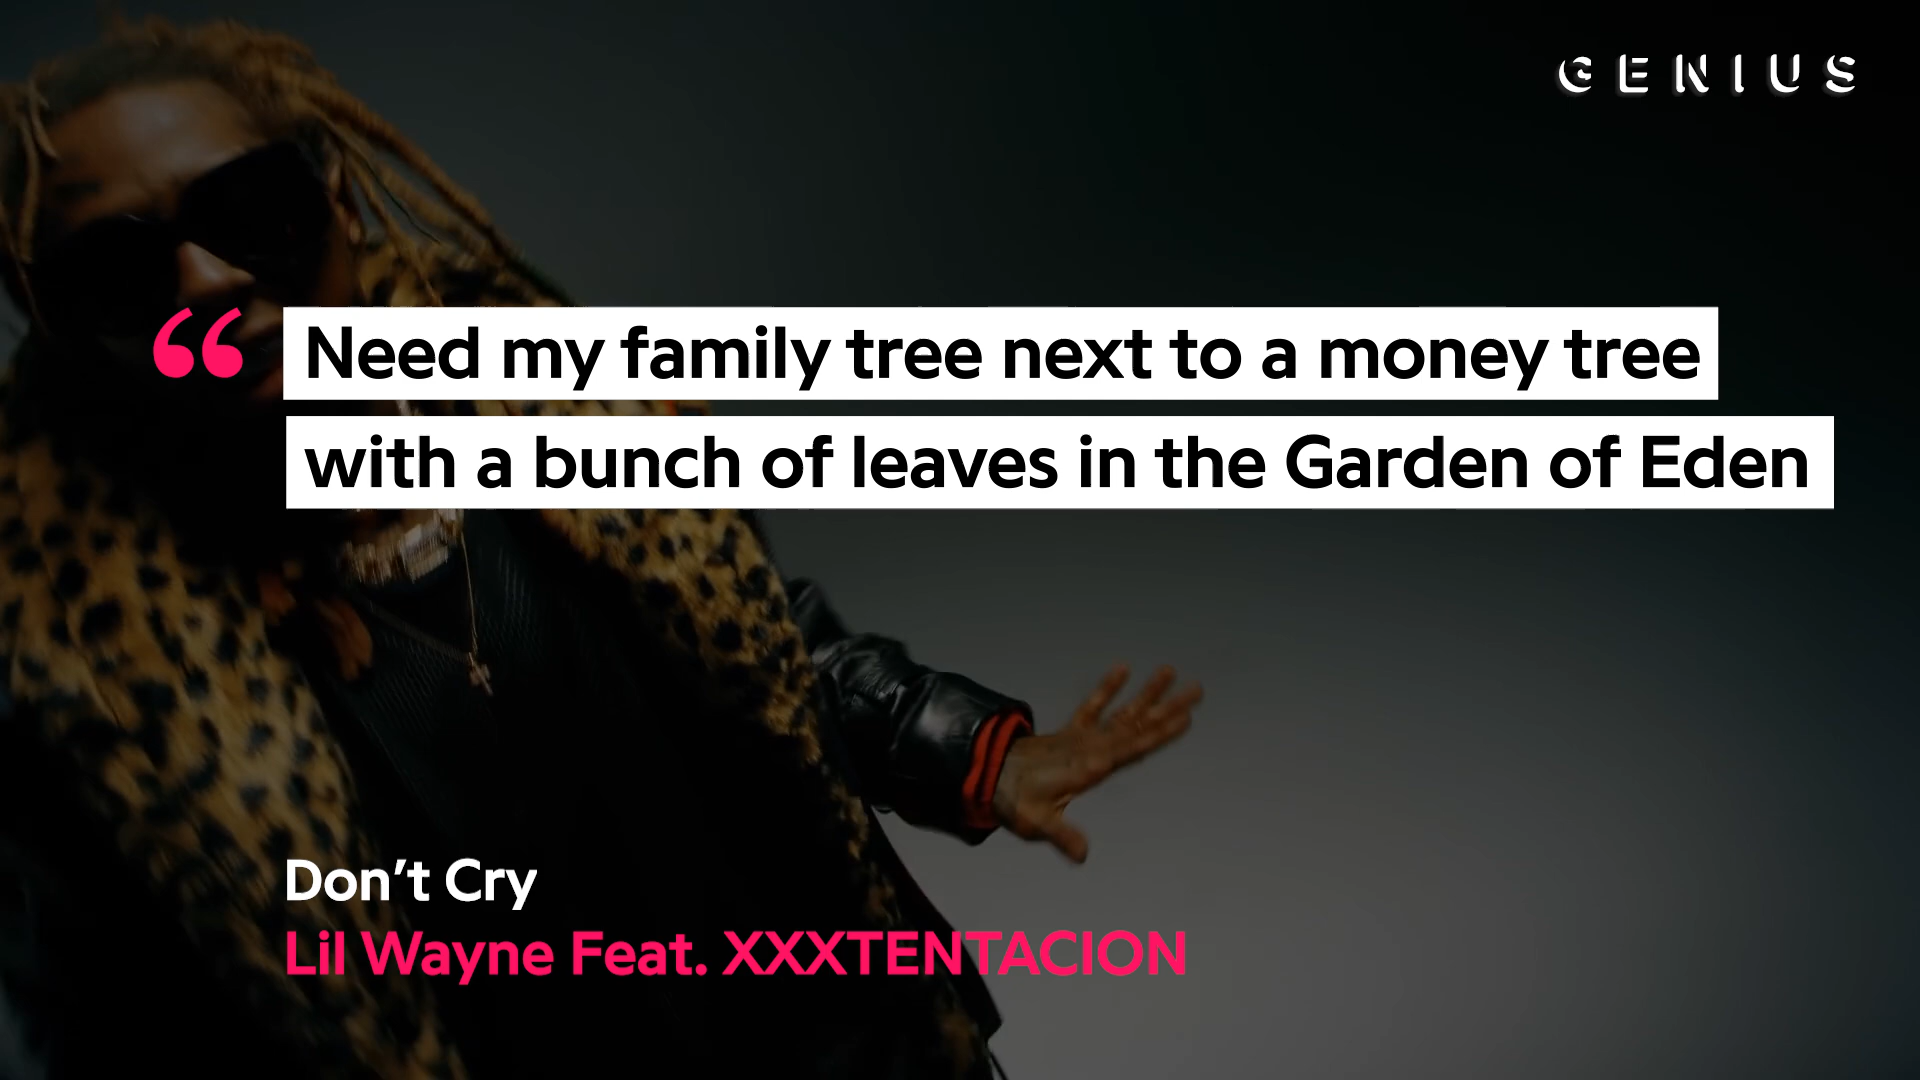 GENIUS
“ Need my family tree next to a money tree
with a bunch of leaves in the Garden of Eden
Don’t Cry
Lil Wayne Feat. XXXTENTACION